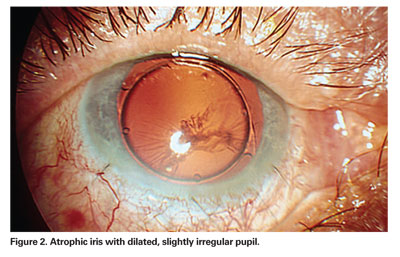 Figure 2. Atrophic iris with dilated, slightly irregular pupil.